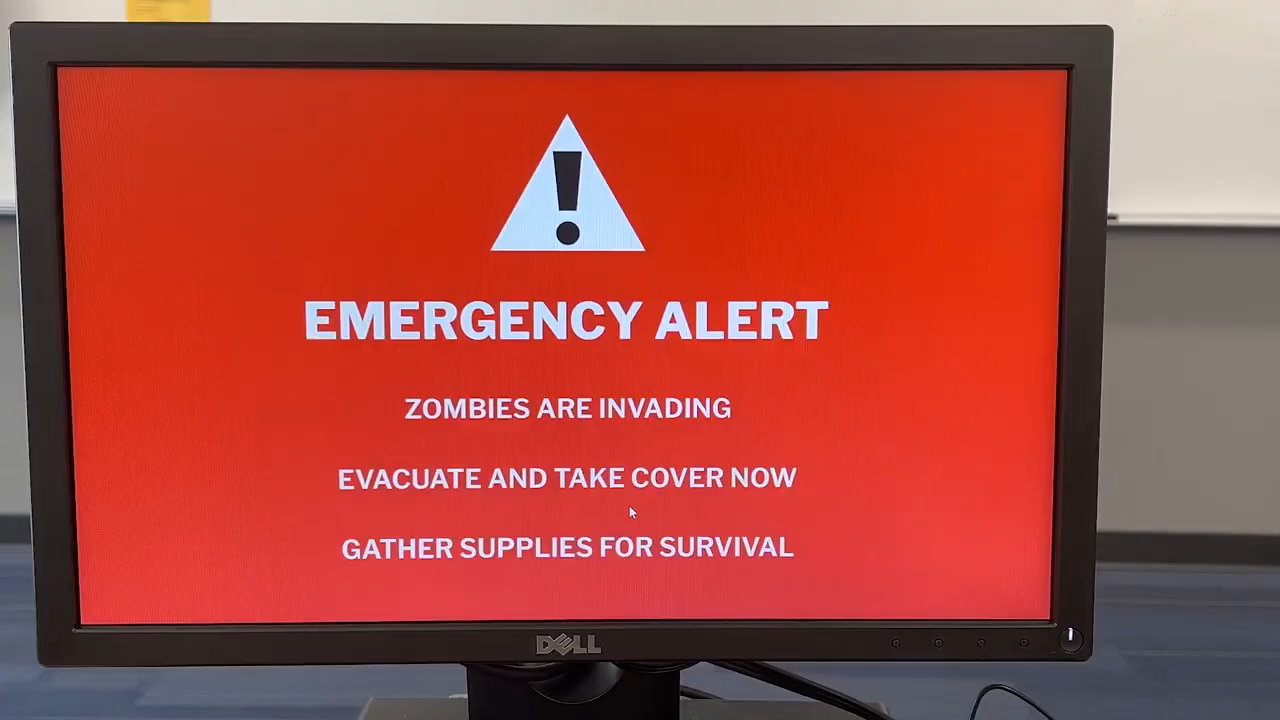 !
EMERGENCY ALERT
ZOMBIES ARE INVADING
EVACUATE AND TAKE COVER NOW
GATHER SUPPLIES FOR SURVIVAL
DELL